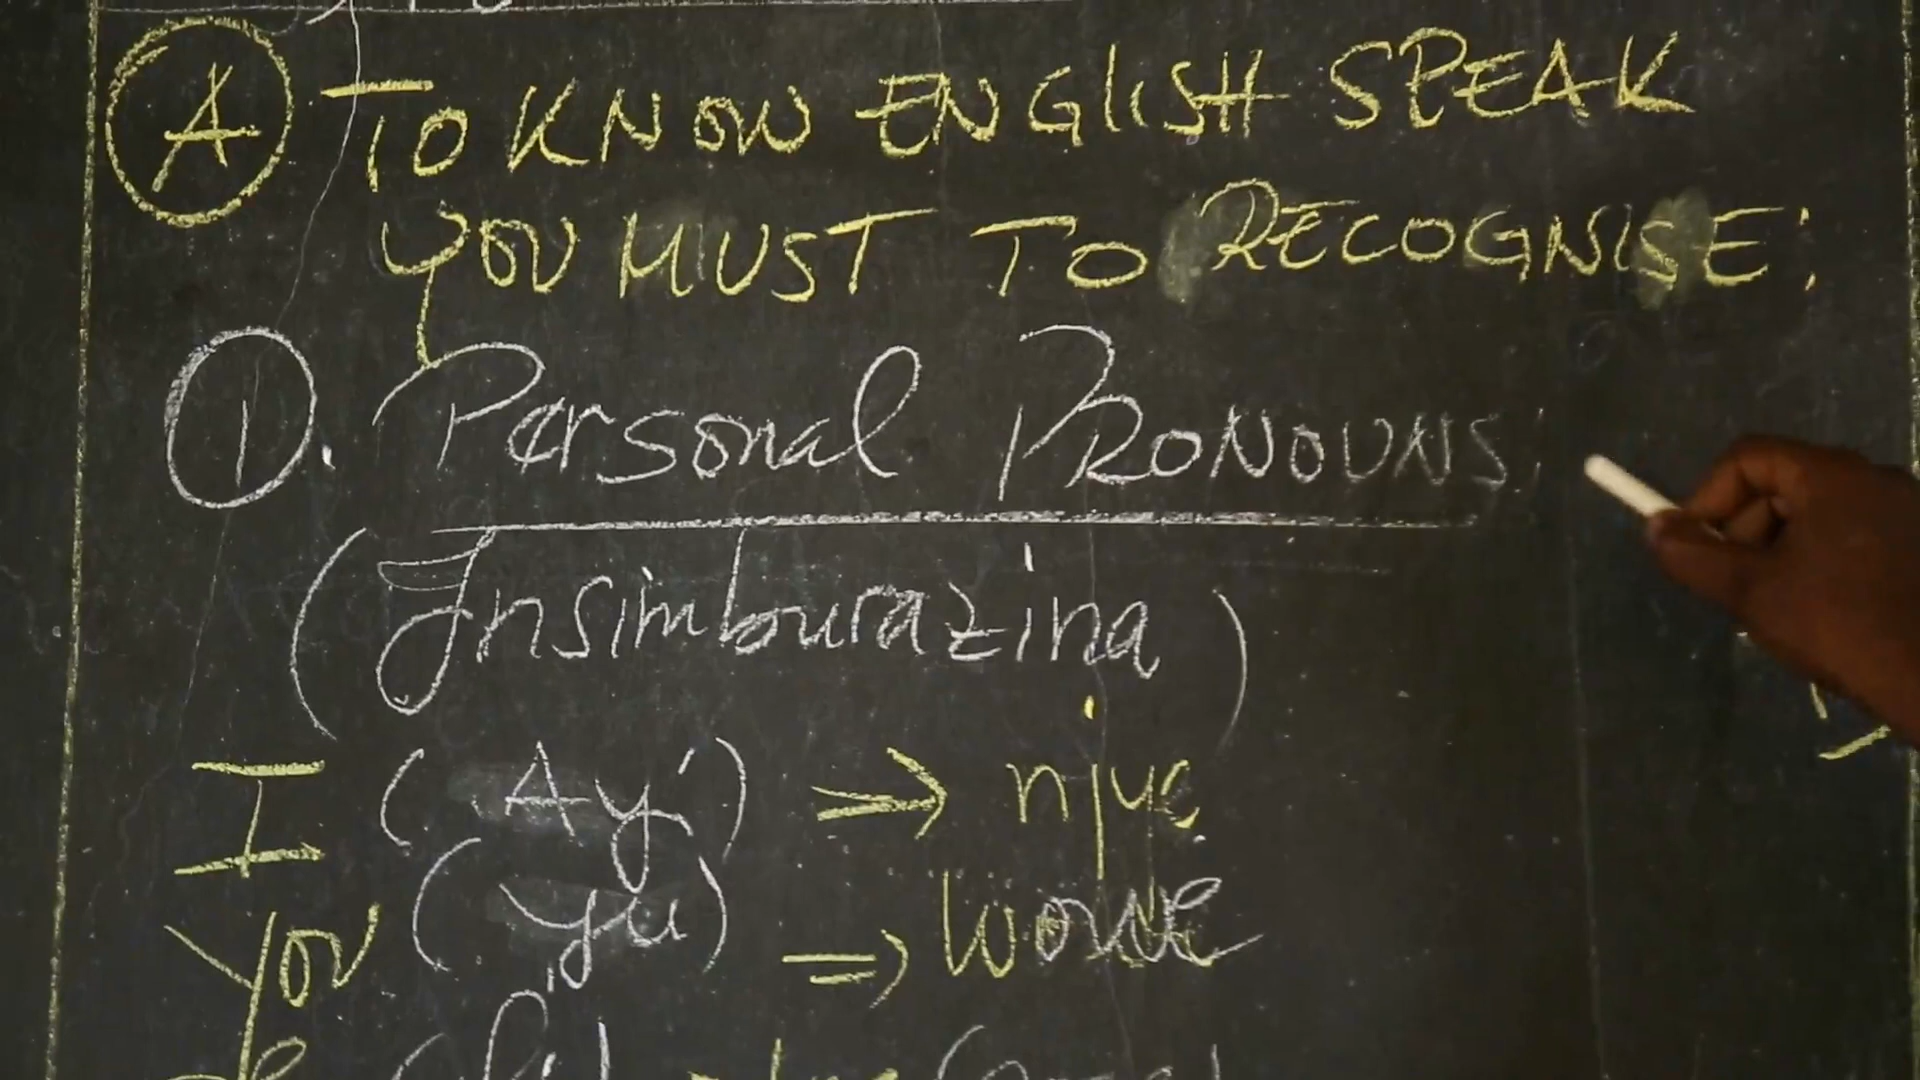 A TO KNOW ENGLISH SPEAK
YOU MUST TO RECOGNISE:
1. Personal PRONOUNS:
(Insimburazina)
I (Ay) => njye
You (yu) => wowe